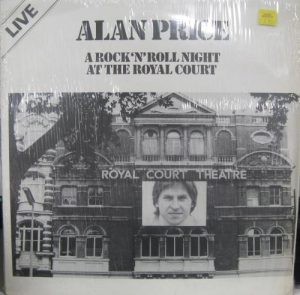 LIVE
ALAN PRICE
A ROCK 'N' ROLL NIGHT
AT THE ROYAL COURT
ROYAL COURT THEATRE